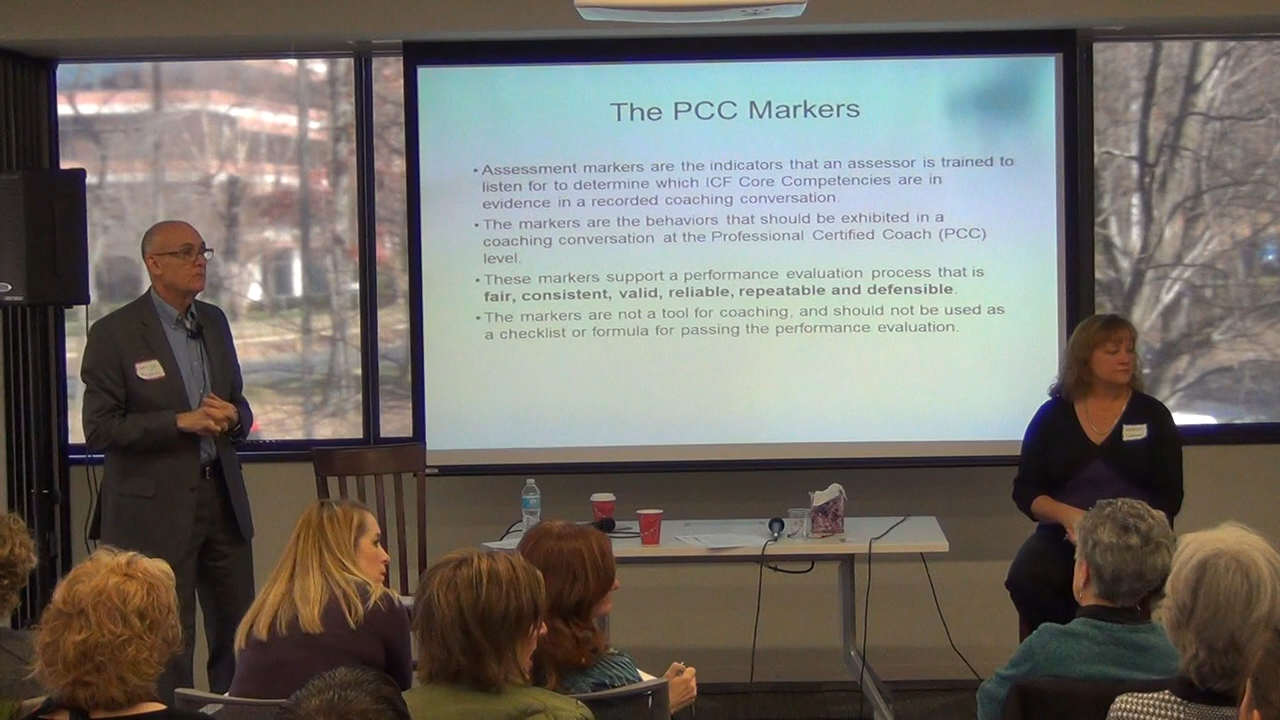 The PCC Markers
• Assessment markers are the indicators that an assessor is trained to
listen for to determine which ICF Core Competencies are in
evidence in a recorded coaching conversation.
• The markers are the behaviors that should be exhibited in a
coaching conversation at the Professional Certified Coach (PCC)
level.
• These markers support a performance evaluation process that is
fair, consistent, valid, reliable, repeatable and defensible.
• The markers are not a tool for coaching, and should not be used as
a checklist or formula for passing the performance evaluation.